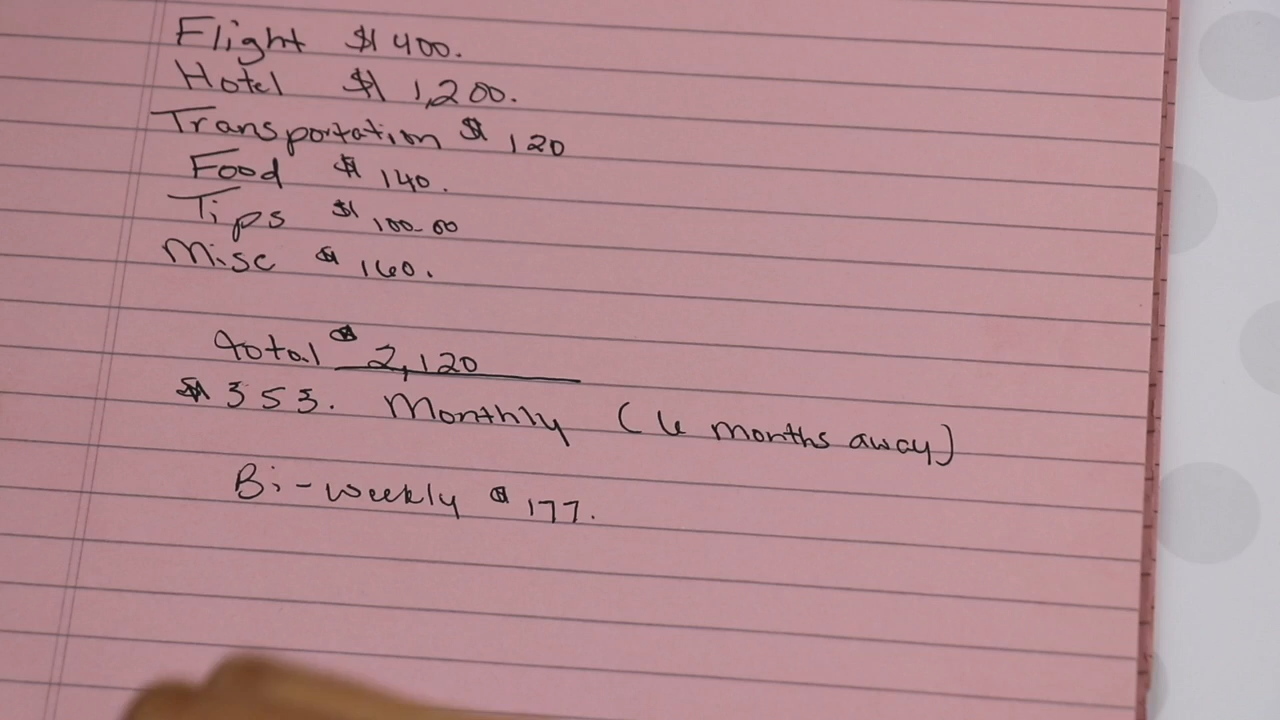 Flight $400.
Hotel $1,200.
Transportation $120
Food $140.
Tips $100.00
Misc $160.
total $2,120
$353. Monthly (6 months away)
Bi-weekly $177.